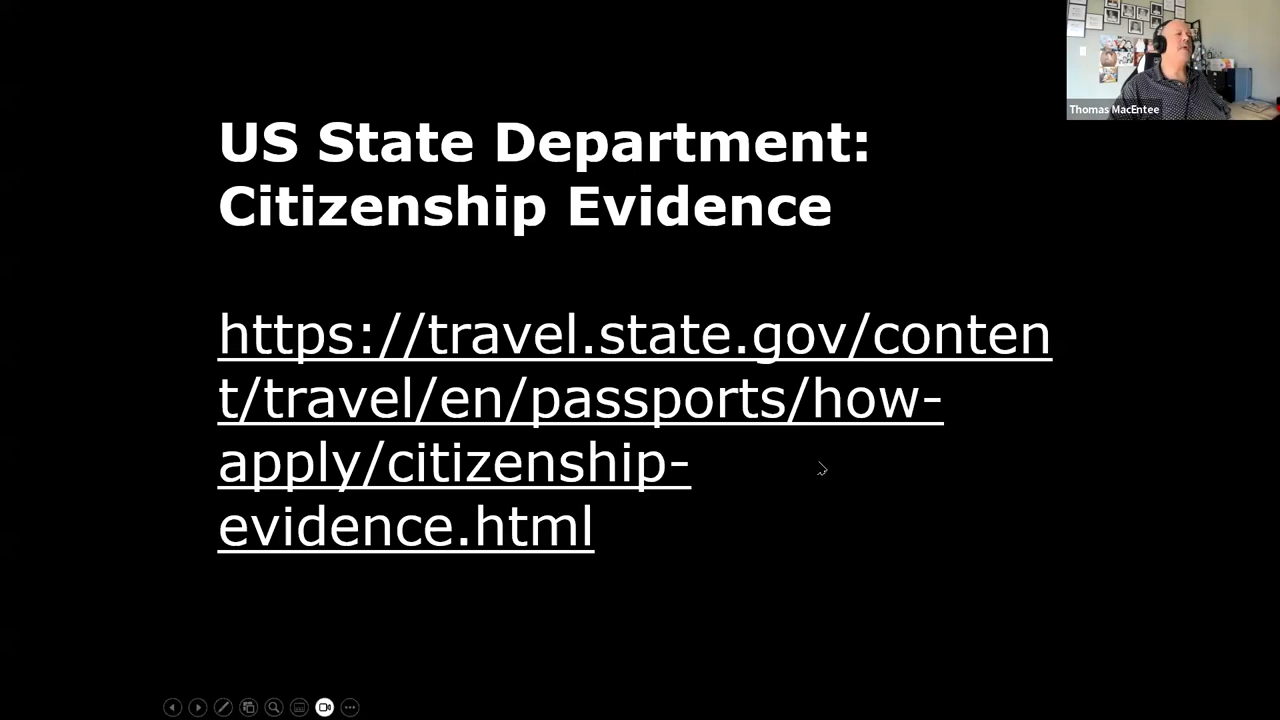 Thomas MacEntee
US State Department:
Citizenship Evidence
https://travel.state.gov/conten
t/travel/en/passports/how-
apply/citizenship-
evidence.html